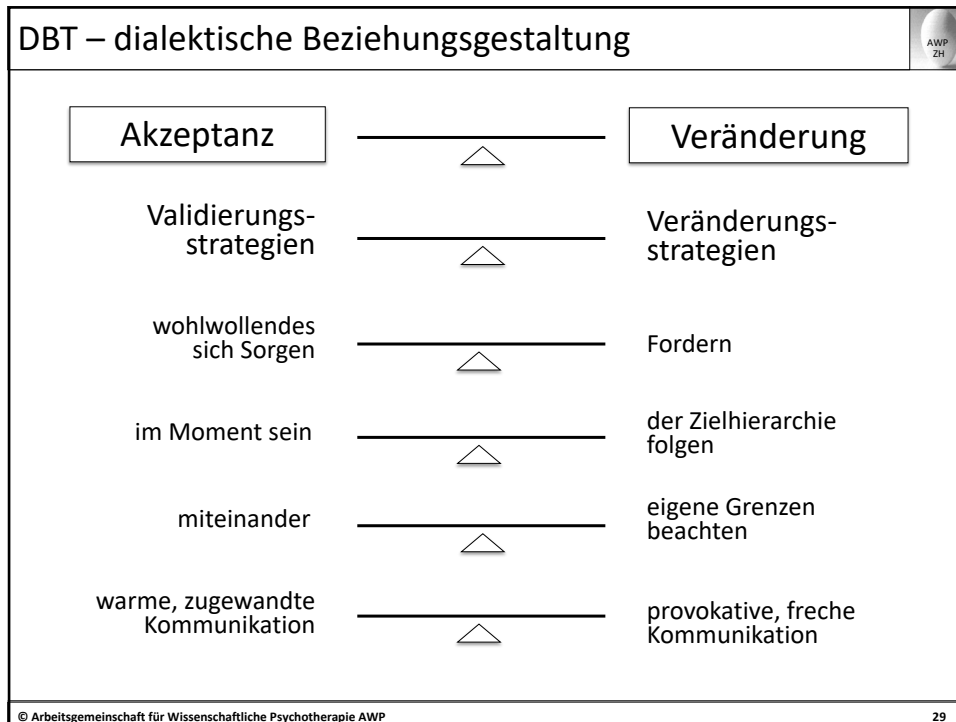 DBT – dialektische Beziehungsgestaltung
AWP
ZH
Akzeptanz
Veränderung
Validierungs-
strategien
Veränderungs-
strategien
wohlwollendes
sich Sorgen
Fordern
im Moment sein
der Zielhierarchie
folgen
miteinander
eigene Grenzen
beachten
warme, zugewandte
Kommunikation
provokative, freche
Kommunikation
© Arbeitsgemeinschaft für Wissenschaftliche Psychotherapie AWP
29